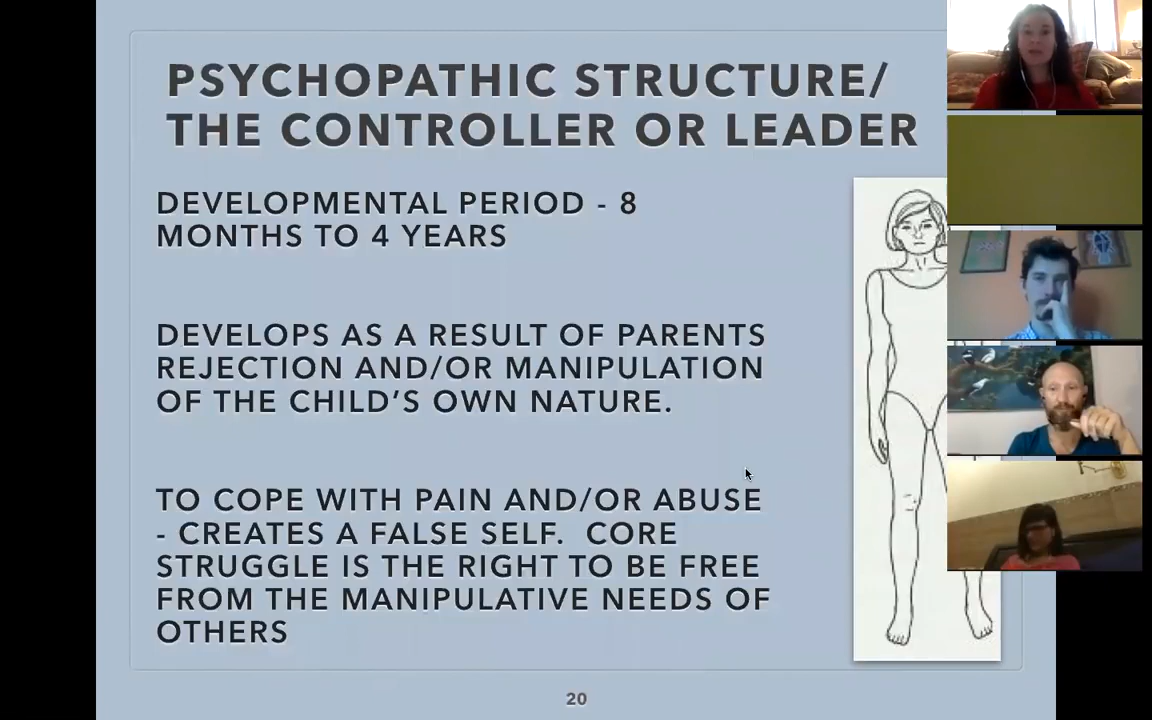 PSYCHOPATHIC STRUCTURE/
THE CONTROLLER OR LEADER
DEVELOPMENTAL PERIOD - 8
MONTHS TO 4 YEARS
DEVELOPS AS A RESULT OF PARENTS
REJECTION AND/OR MANIPULATION
OF THE CHILD'S OWN NATURE.
TO COPE WITH PAIN AND/OR ABUSE
- CREATES A FALSE SELF.  CORE
STRUGGLE IS THE RIGHT TO BE FREE
FROM THE MANIPULATIVE NEEDS OF
OTHERS
20